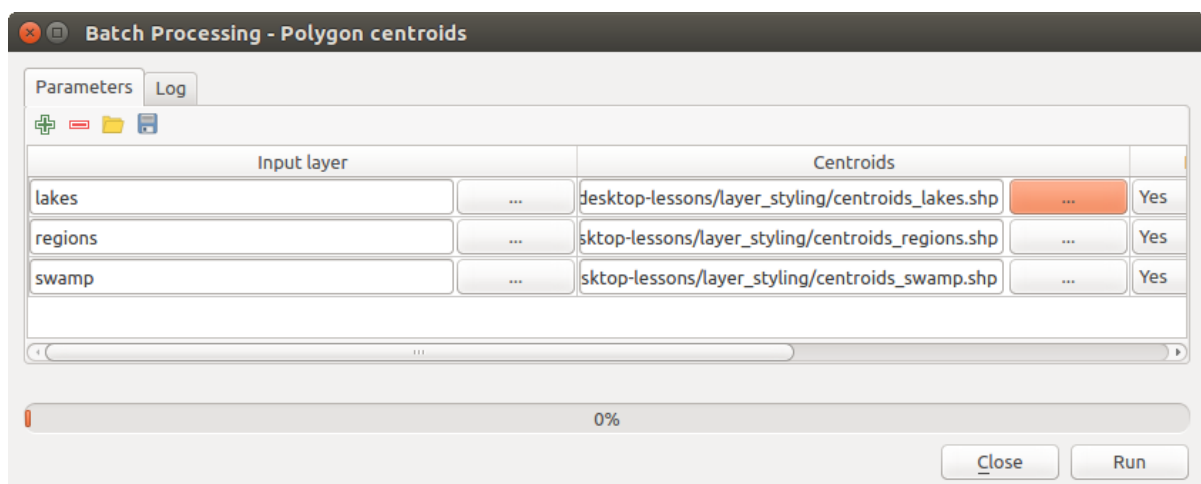 Batch Processing - Polygon centroids
Parameters Log
Input layer Centroids
lakes ... desktop-lessons/layer_styling/centroids_lakes.shp ... Yes
regions ... sktop-lessons/layer_styling/centroids_regions.shp ... Yes
swamp ... sktop-lessons/layer_styling/centroids_swamp.shp ... Yes
0%
Close Run